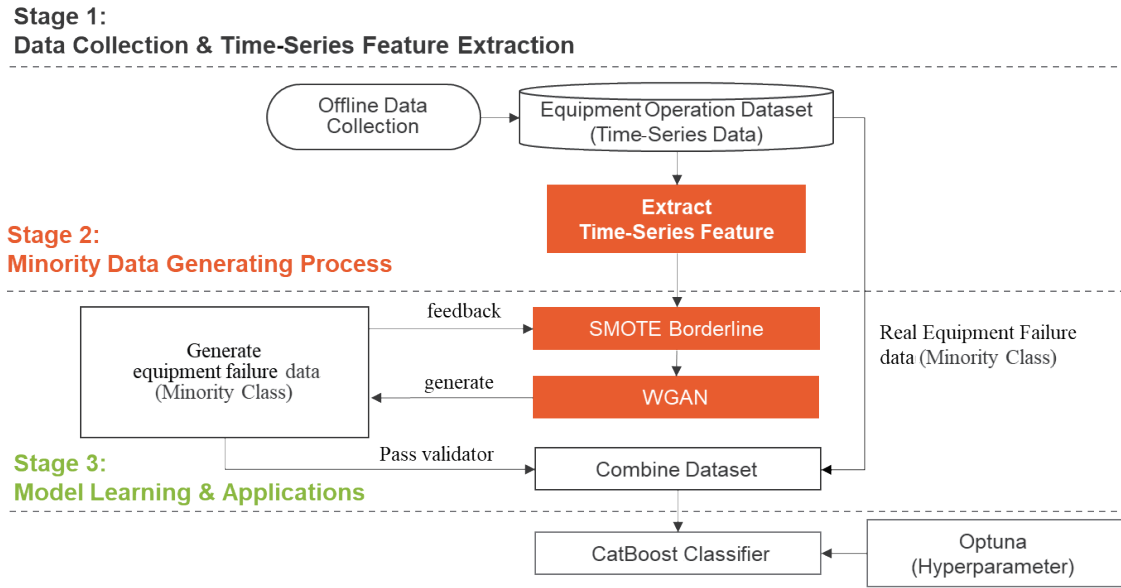 Stage 1:
Data Collection & Time-Series Feature Extraction
Offline Data
Collection
Equipment Operation Dataset
(Time-Series Data)
Extract
Time-Series Feature
Stage 2:
Minority Data Generating Process
feedback
SMOTE Borderline
Real Equipment Failure
data (Minority Class)
Generate
equipment failure data
(Minority Class)
generate
WGAN
Pass validator
Stage 3:
Model Learning & Applications
Combine Dataset
CatBoost Classifier
Optuna
(Hyperparameter)